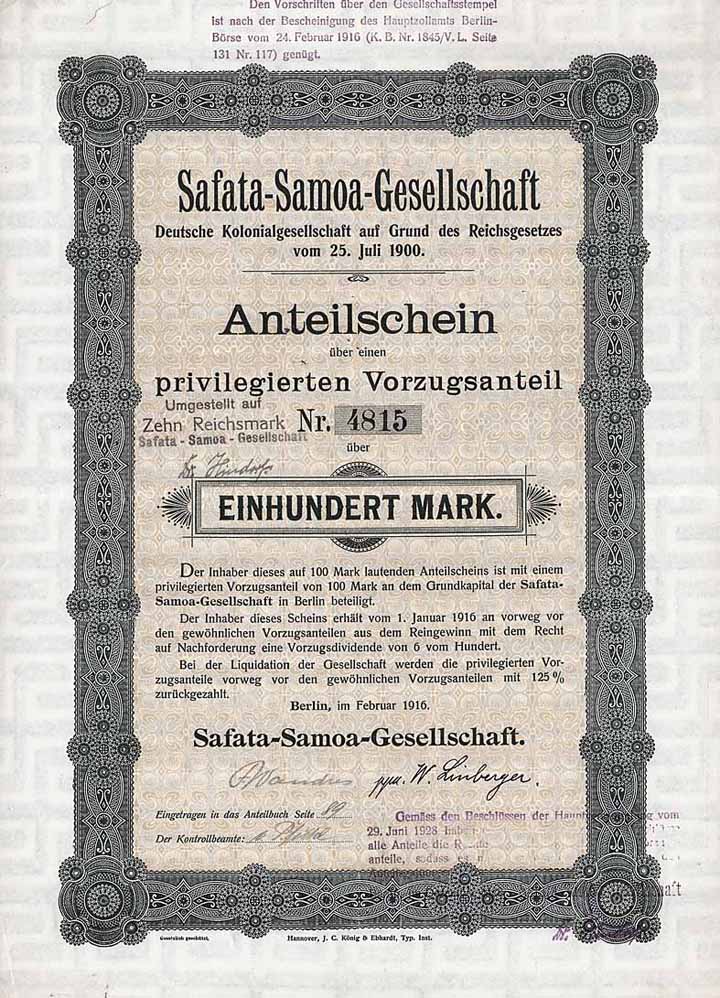 Den Vorschriften über den Gesellschaftsstempel
ist nach der Bescheinigung des Hauptzollamts Berlin-
Börse vom 24. Februar 1916 (K. B. Nr. 1845/V. L. Seite
131 Nr. 117) genügt.
Safata-Samoa-Gesellschaft
Deutsche Kolonialgesellschaft auf Grund des Reichsgesetzes
vom 25. Juli 1900.
Anteilschein
über einen
privilegierten Vorzugsanteil
Umgestellt auf
Zehn Reichsmark
Safata - Samoa - Gesellschaft
Nr. 4815
über
Dr. Hindorf
EINHUNDERT MARK.
Der Inhaber dieses auf 100 Mark lautenden Anteilscheins ist mit einem
privilegierten Vorzugsanteil von 100 Mark an dem Grundkapital der Safata-
Samoa-Gesellschaft in Berlin beteiligt.
Der Inhaber dieses Scheins erhält vom 1. Januar 1916 an vorweg vor
den gewöhnlichen Vorzugsanteilen aus dem Reingewinn mit dem Recht
auf Nachforderung eine Vorzugsdividende von 6 vom Hundert.
Bei der Liquidation der Gesellschaft werden die privilegierten Vor-
zugsanteile vorweg vor den gewöhnlichen Vorzugsanteilen mit 125%
zurückgezahlt.
Berlin, im Februar 1916.
Safata-Samoa-Gesellschaft.
ppa. W. Linberger.
Eingetragen in das Anteilbuch Seite 89
Der Kontrollbeamte:
Gemäss den Beschlüssen der vom
29. Juni 1928
alle Anteile die
anteile, sodass
Gesetzlich geschützt.
Hannover, J. C. König & Ebhardt, Typ. Inst.